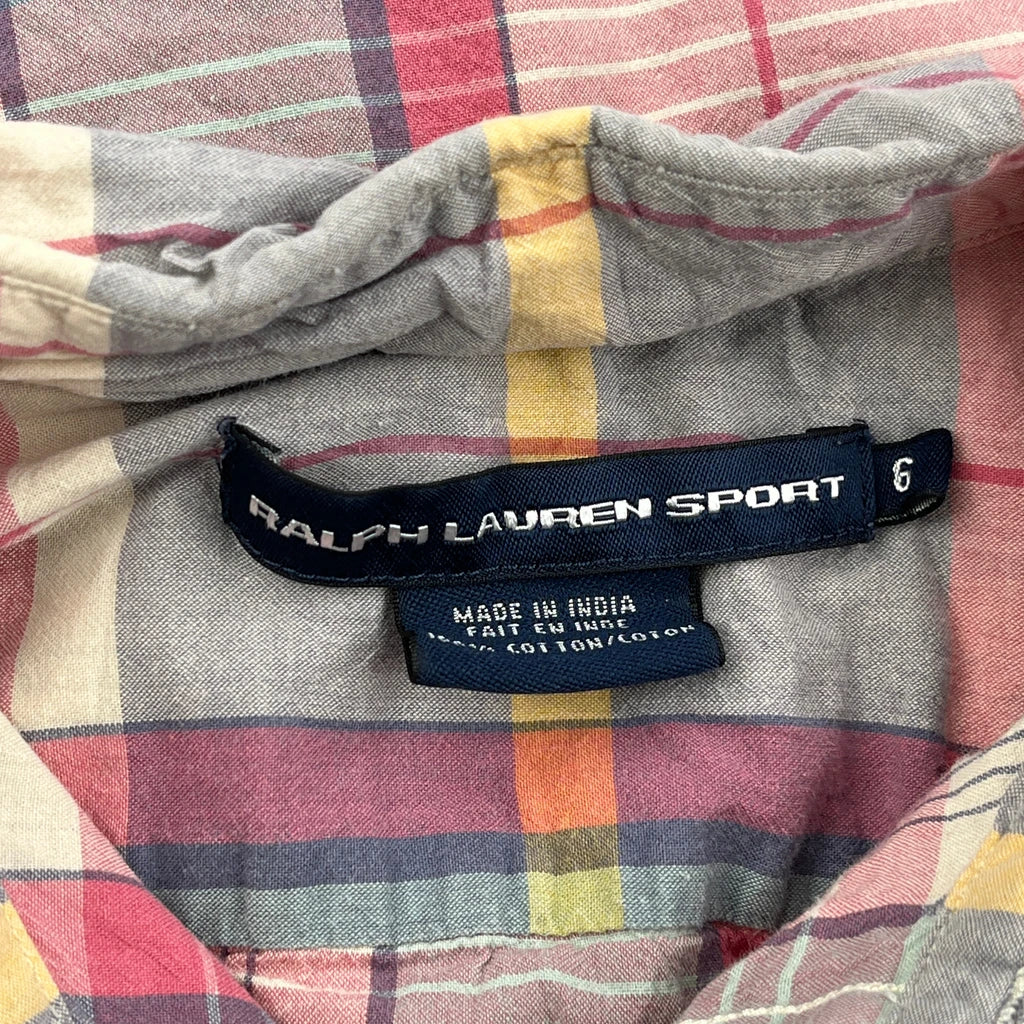 RALPH LAUREN SPORT
6
MADE IN INDIA
FAIT EN INDE
COTTON/COTON